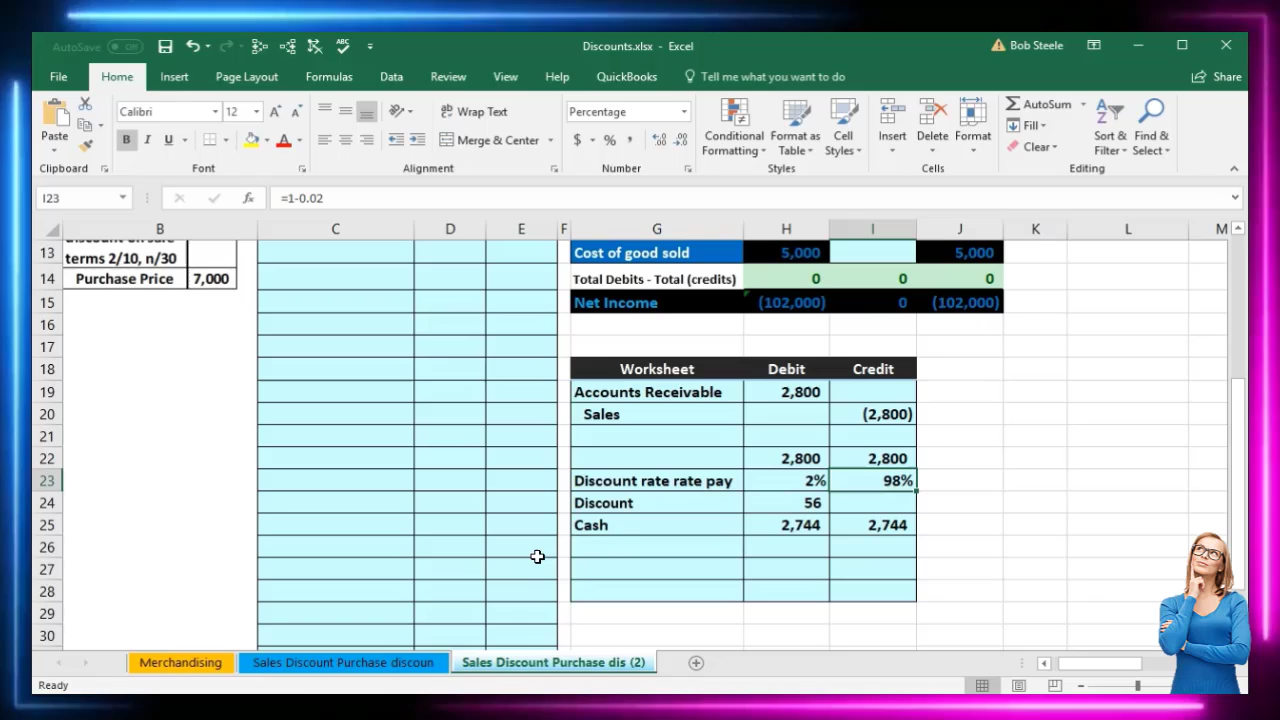 AutoSave Off Discounts.xlsx - Excel Bob Steele
File Home Insert Page Layout Formulas Data Review View Help QuickBooks Tell me what you want to do Share
Paste Calibri 12 Wrap Text Percentage Conditional Format as Cell Insert Delete Format AutoSum Sort & Find &
B I U A Merge & Center $ % , Formatting Table Styles Fill Filter Select
Clear
Clipboard Font Alignment Number Styles Cells Editing
I23 fx =1-0.02
B C D E F G H I J K L M
discount on sale
13 terms 2/10, n/30 Cost of good sold 5,000 5,000
14 Purchase Price 7,000 Total Debits - Total (credits) 0 0 0
15 Net Income (102,000) 0 (102,000)
16
17
18 Worksheet Debit Credit
19 Accounts Receivable 2,800
20 Sales (2,800)
21
22 2,800 2,800
23 Discount rate rate pay 2% 98%
24 Discount 56
25 Cash 2,744 2,744
26
27
28
29
30
Merchandising Sales Discount Purchase discoun Sales Discount Purchase dis (2)
Ready